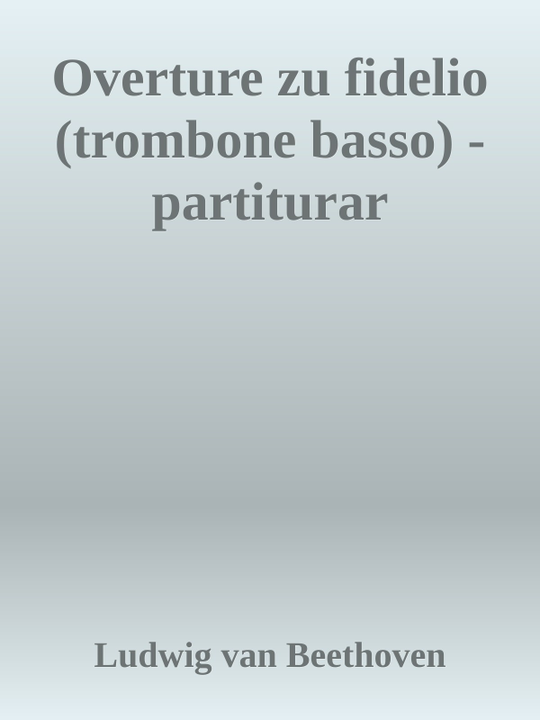 Overture zu fidelio
(trombone basso) -
partiturar
Ludwig van Beethoven